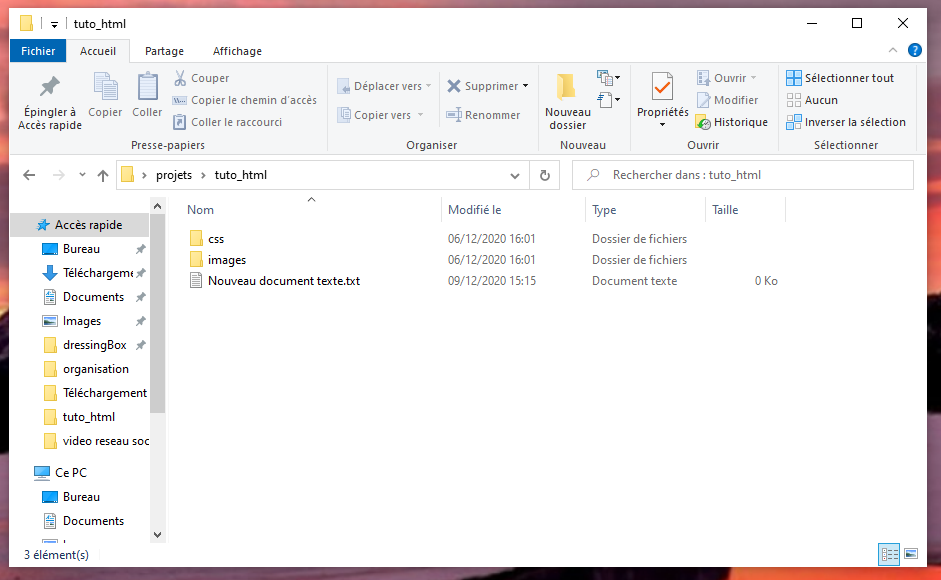 tuto_html
Fichier Accueil Partage Affichage
Épingler à Accès rapide
Copier
Coller
Couper
Copier le chemin d'accès
Coller le raccourci
Presse-papiers
Déplacer vers
Copier vers
Supprimer
Renommer
Organiser
Nouveau dossier
Nouveau
Propriétés
Ouvrir
Modifier
Historique
Ouvrir
Sélectionner tout
Aucun
Inverser la sélection
Sélectionner
projets > tuto_html
Rechercher dans : tuto_html
Accès rapide
Bureau
Téléchargeme
Documents
Images
dressingBox
organisation
Téléchargement
tuto_html
video reseau soc
Ce PC
Bureau
Documents
Nom Modifié le Type Taille
css 06/12/2020 16:01 Dossier de fichiers
images 06/12/2020 16:01 Dossier de fichiers
Nouveau document texte.txt 09/12/2020 15:15 Document texte 0 Ko
3 élément(s)